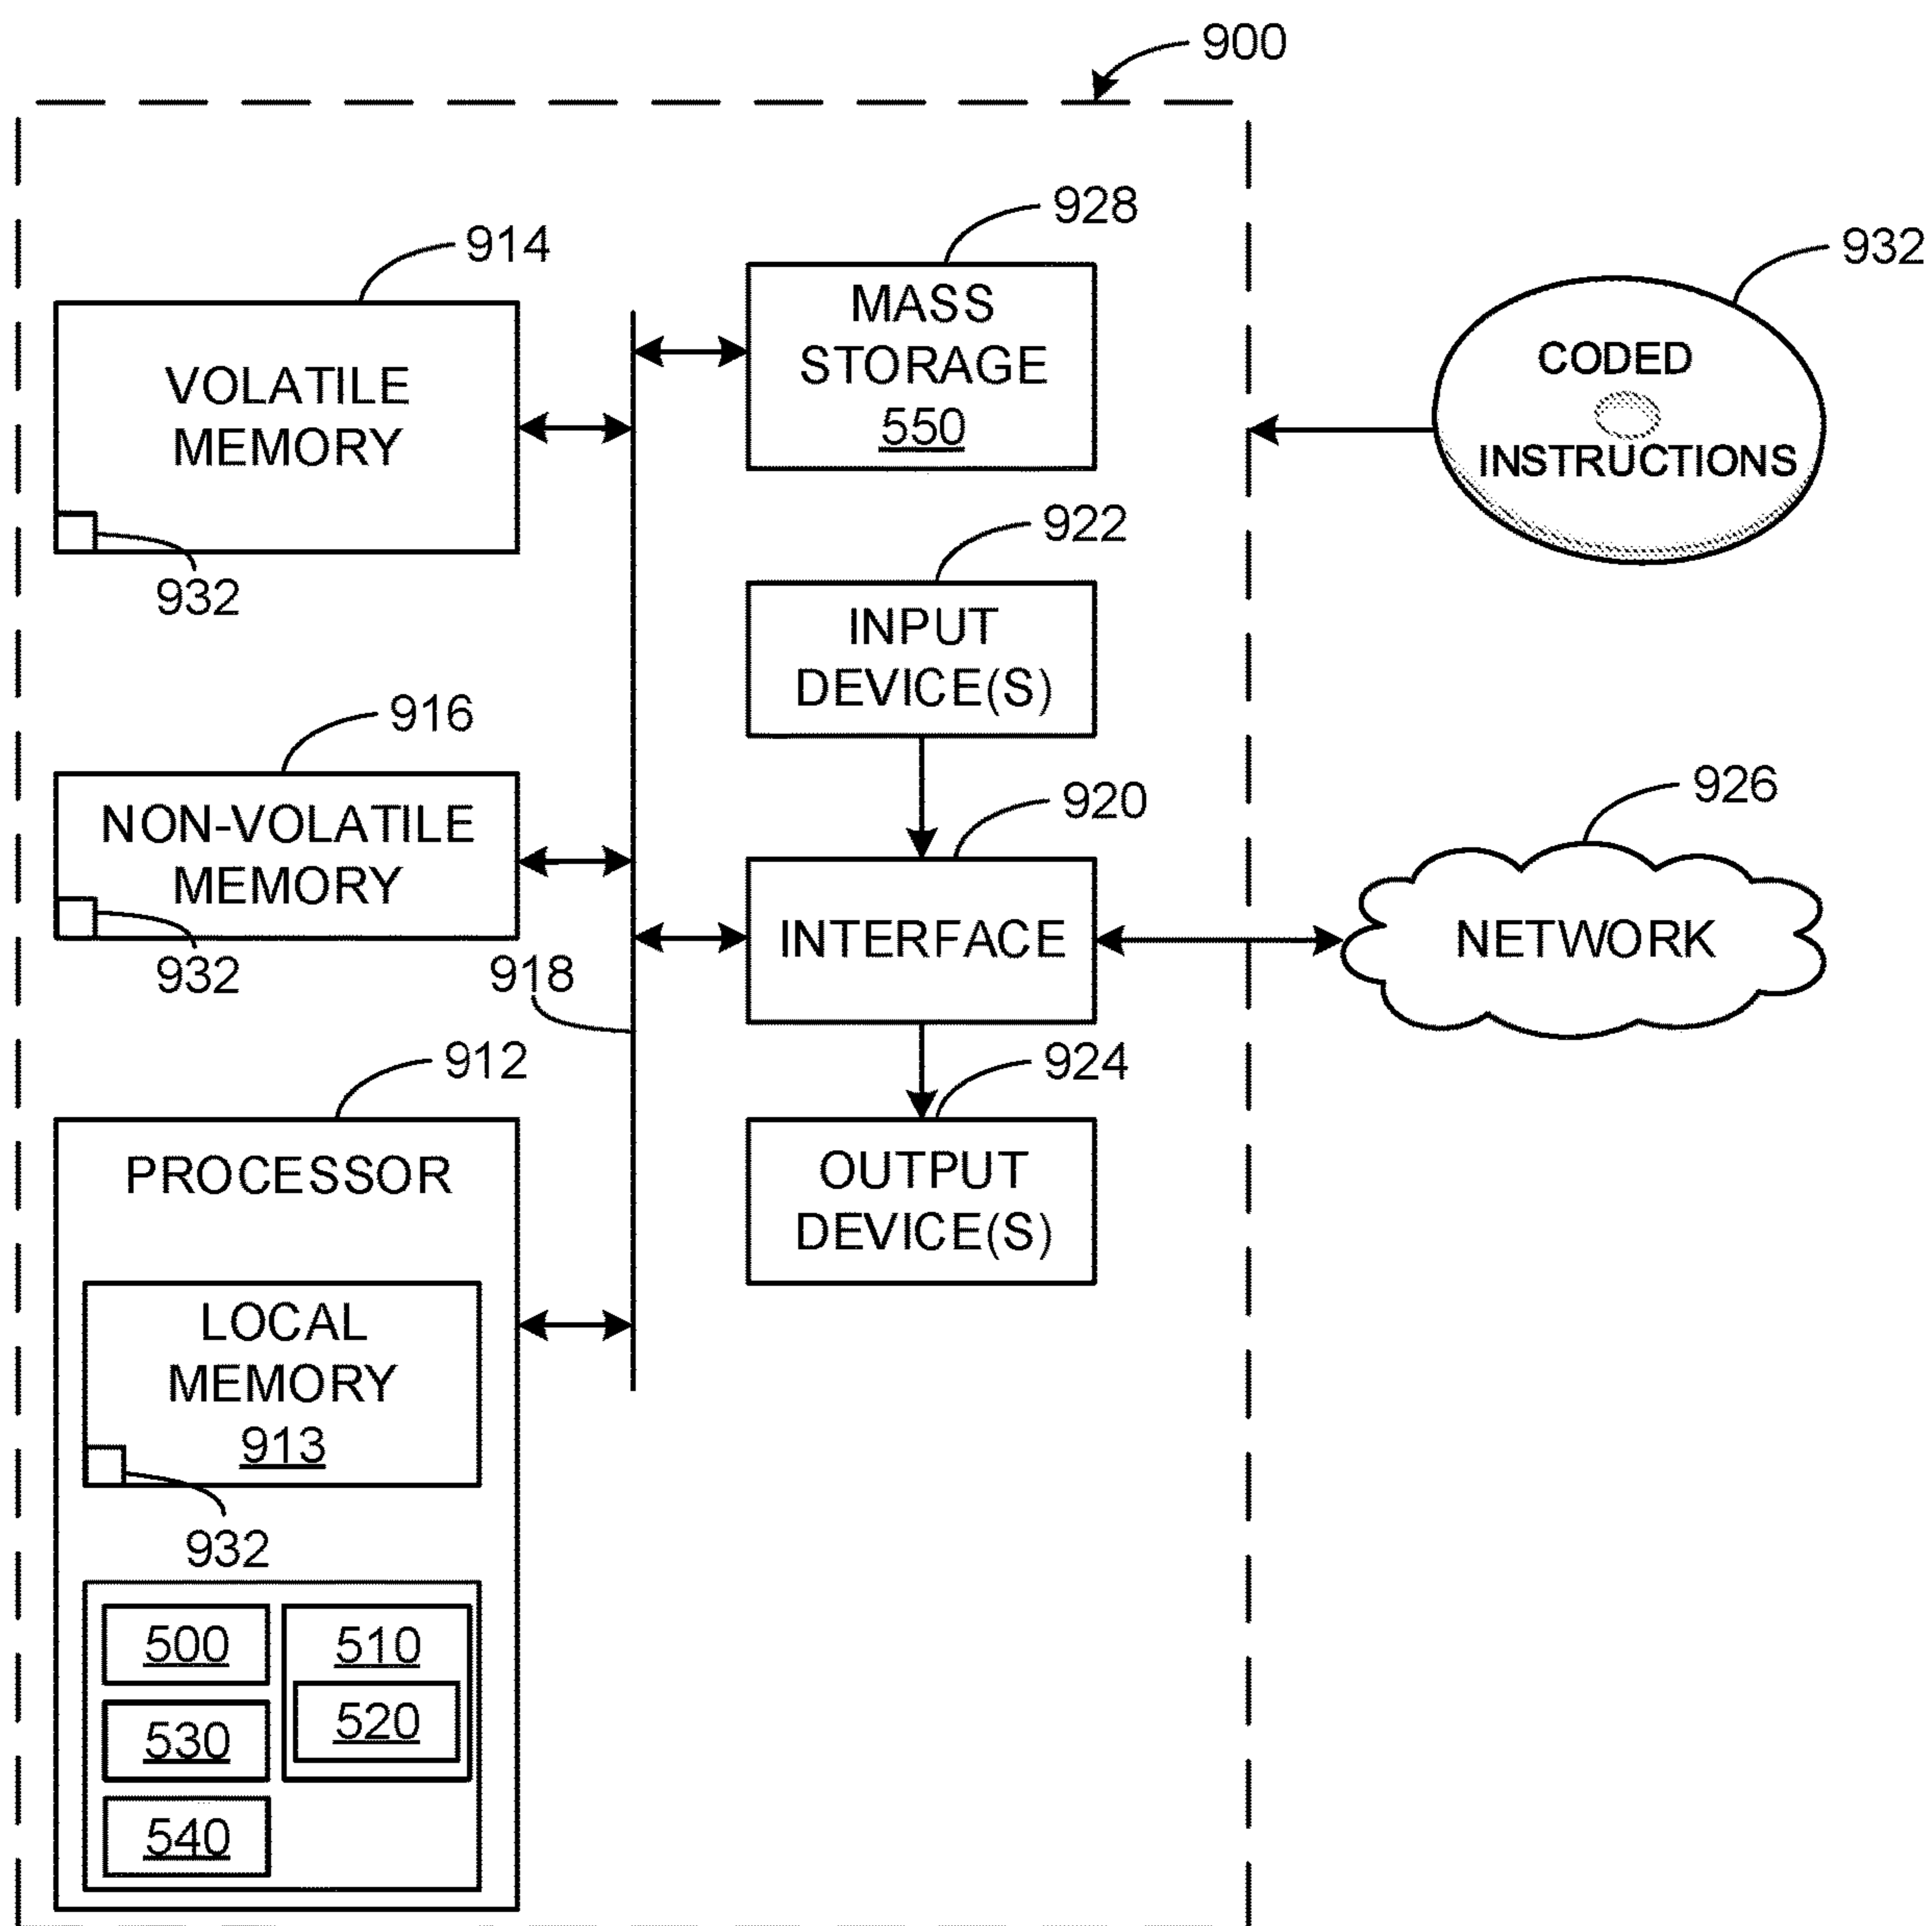 900
914
928
932
VOLATILE
MEMORY
932
MASS
STORAGE
550
CODED
INSTRUCTIONS
922
INPUT
DEVICE(S)
916
NON-VOLATILE
MEMORY
932
918
920
INTERFACE
926
NETWORK
912
PROCESSOR
LOCAL
MEMORY
913
932
924
OUTPUT
DEVICE(S)
500
510
520
530
540